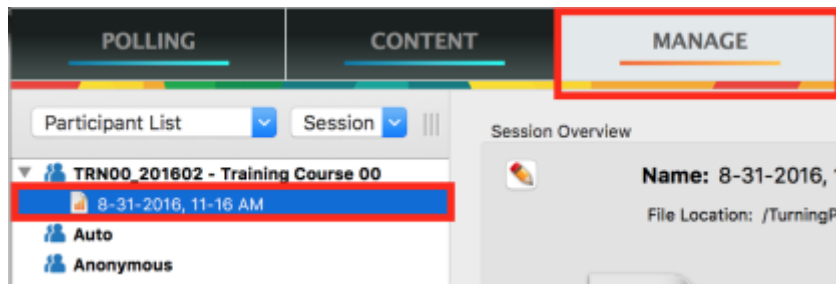 POLLING CONTENT MANAGE
Participant List Session
Session Overview
TRN00_201602 - Training Course 00
8-31-2016, 11-16 AM
Auto
Anonymous
Name: 8-31-2016,
File Location: /TurningP